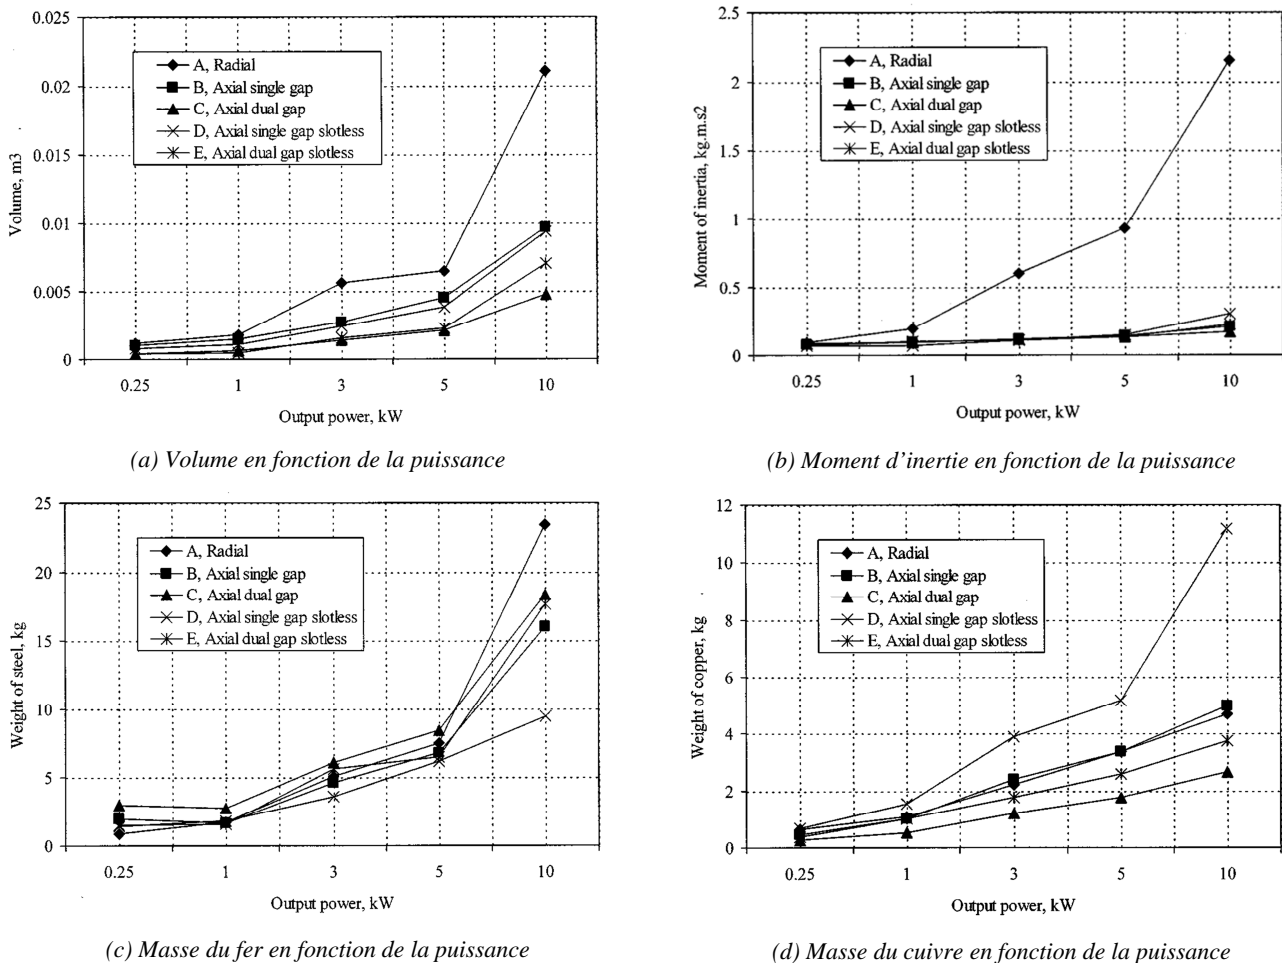 0.025
0.02
0.015
0.01
0.005
0
Volume, m3
A, Radial
B, Axial single gap
C, Axial dual gap
D, Axial single gap slotless
E, Axial dual gap slotless
0.25 1 3 5 10
Output power, kW
(a) Volume en fonction de la puissance
2.5
2
1.5
1
0.5
0
Moment of inertia, kg.m.s2
A, Radial
B, Axial single gap
C, Axial dual gap
D, Axial single gap slotless
E, Axial dual gap slotless
0.25 1 3 5 10
Output power, kW
(b) Moment d'inertie en fonction de la puissance
25
20
15
10
5
0
Weight of steel, kg
A, Radial
B, Axial single gap
C, Axial dual gap
D, Axial single gap slotless
E, Axial dual gap slotless
0.25 1 3 5 10
Output power, kW
(c) Masse du fer en fonction de la puissance
12
10
8
6
4
2
0
Weight of copper, kg
A, Radial
B, Axial single gap
C, Axial dual gap
D, Axial single gap slotless
E, Axial dual gap slotless
0.25 1 3 5 10
Output power, kW
(d) Masse du cuivre en fonction de la puissance